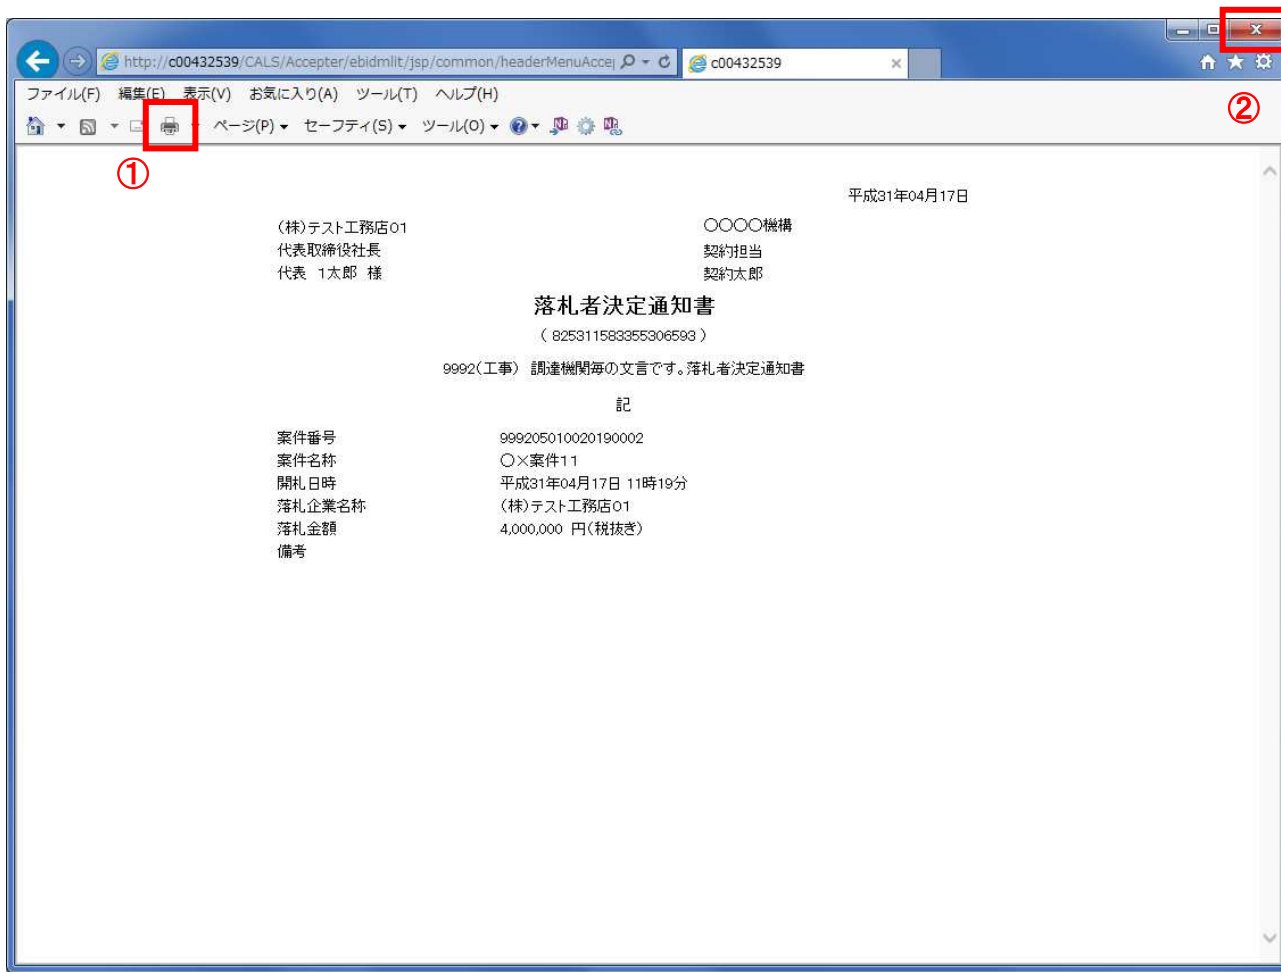 http://c00432539/CALS/Accepter/ebidmlit/jsp/common/headerMenuAccep
c00432539
ファイル(F) 編集(E) 表示(V) お気に入り(A) ツール(T) ヘルプ(H)
②
ページ(P) セーフティ(S) ツール(O)
①
平成31年04月17日
(株)テスト工務店01 〇〇〇〇機構
代表取締役社長 契約担当
代表 1太郎 様 契約太郎
落札者決定通知書
( 825311583355306593 )
9992(工事) 調達機関毎の文言です。落札者決定通知書
記
案件番号 999205010020190002
案件名称 〇×案件11
開札日時 平成31年04月17日 11時19分
落札企業名称 (株)テスト工務店01
落札金額 4,000,000 円(税抜き)
備考